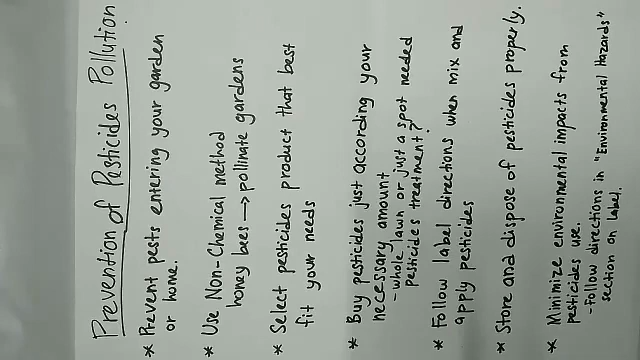 Prevention of Pesticides Pollution
* Prevent pests entering your garden
or home.
* Use Non-Chemical method
honey bees → pollinate gardens
* Select pesticides product that best
fit your needs
* Buy pesticides just according your
necessary amount
- whole lawn or just a spot needed
pesticides treatment?
* Follow label directions when mix and
apply pesticides
* Store and dispose of pesticides properly.
* Minimize environmental impacts from
pesticides use.
- Follow directions in "Environmental Hazards"
section on label.